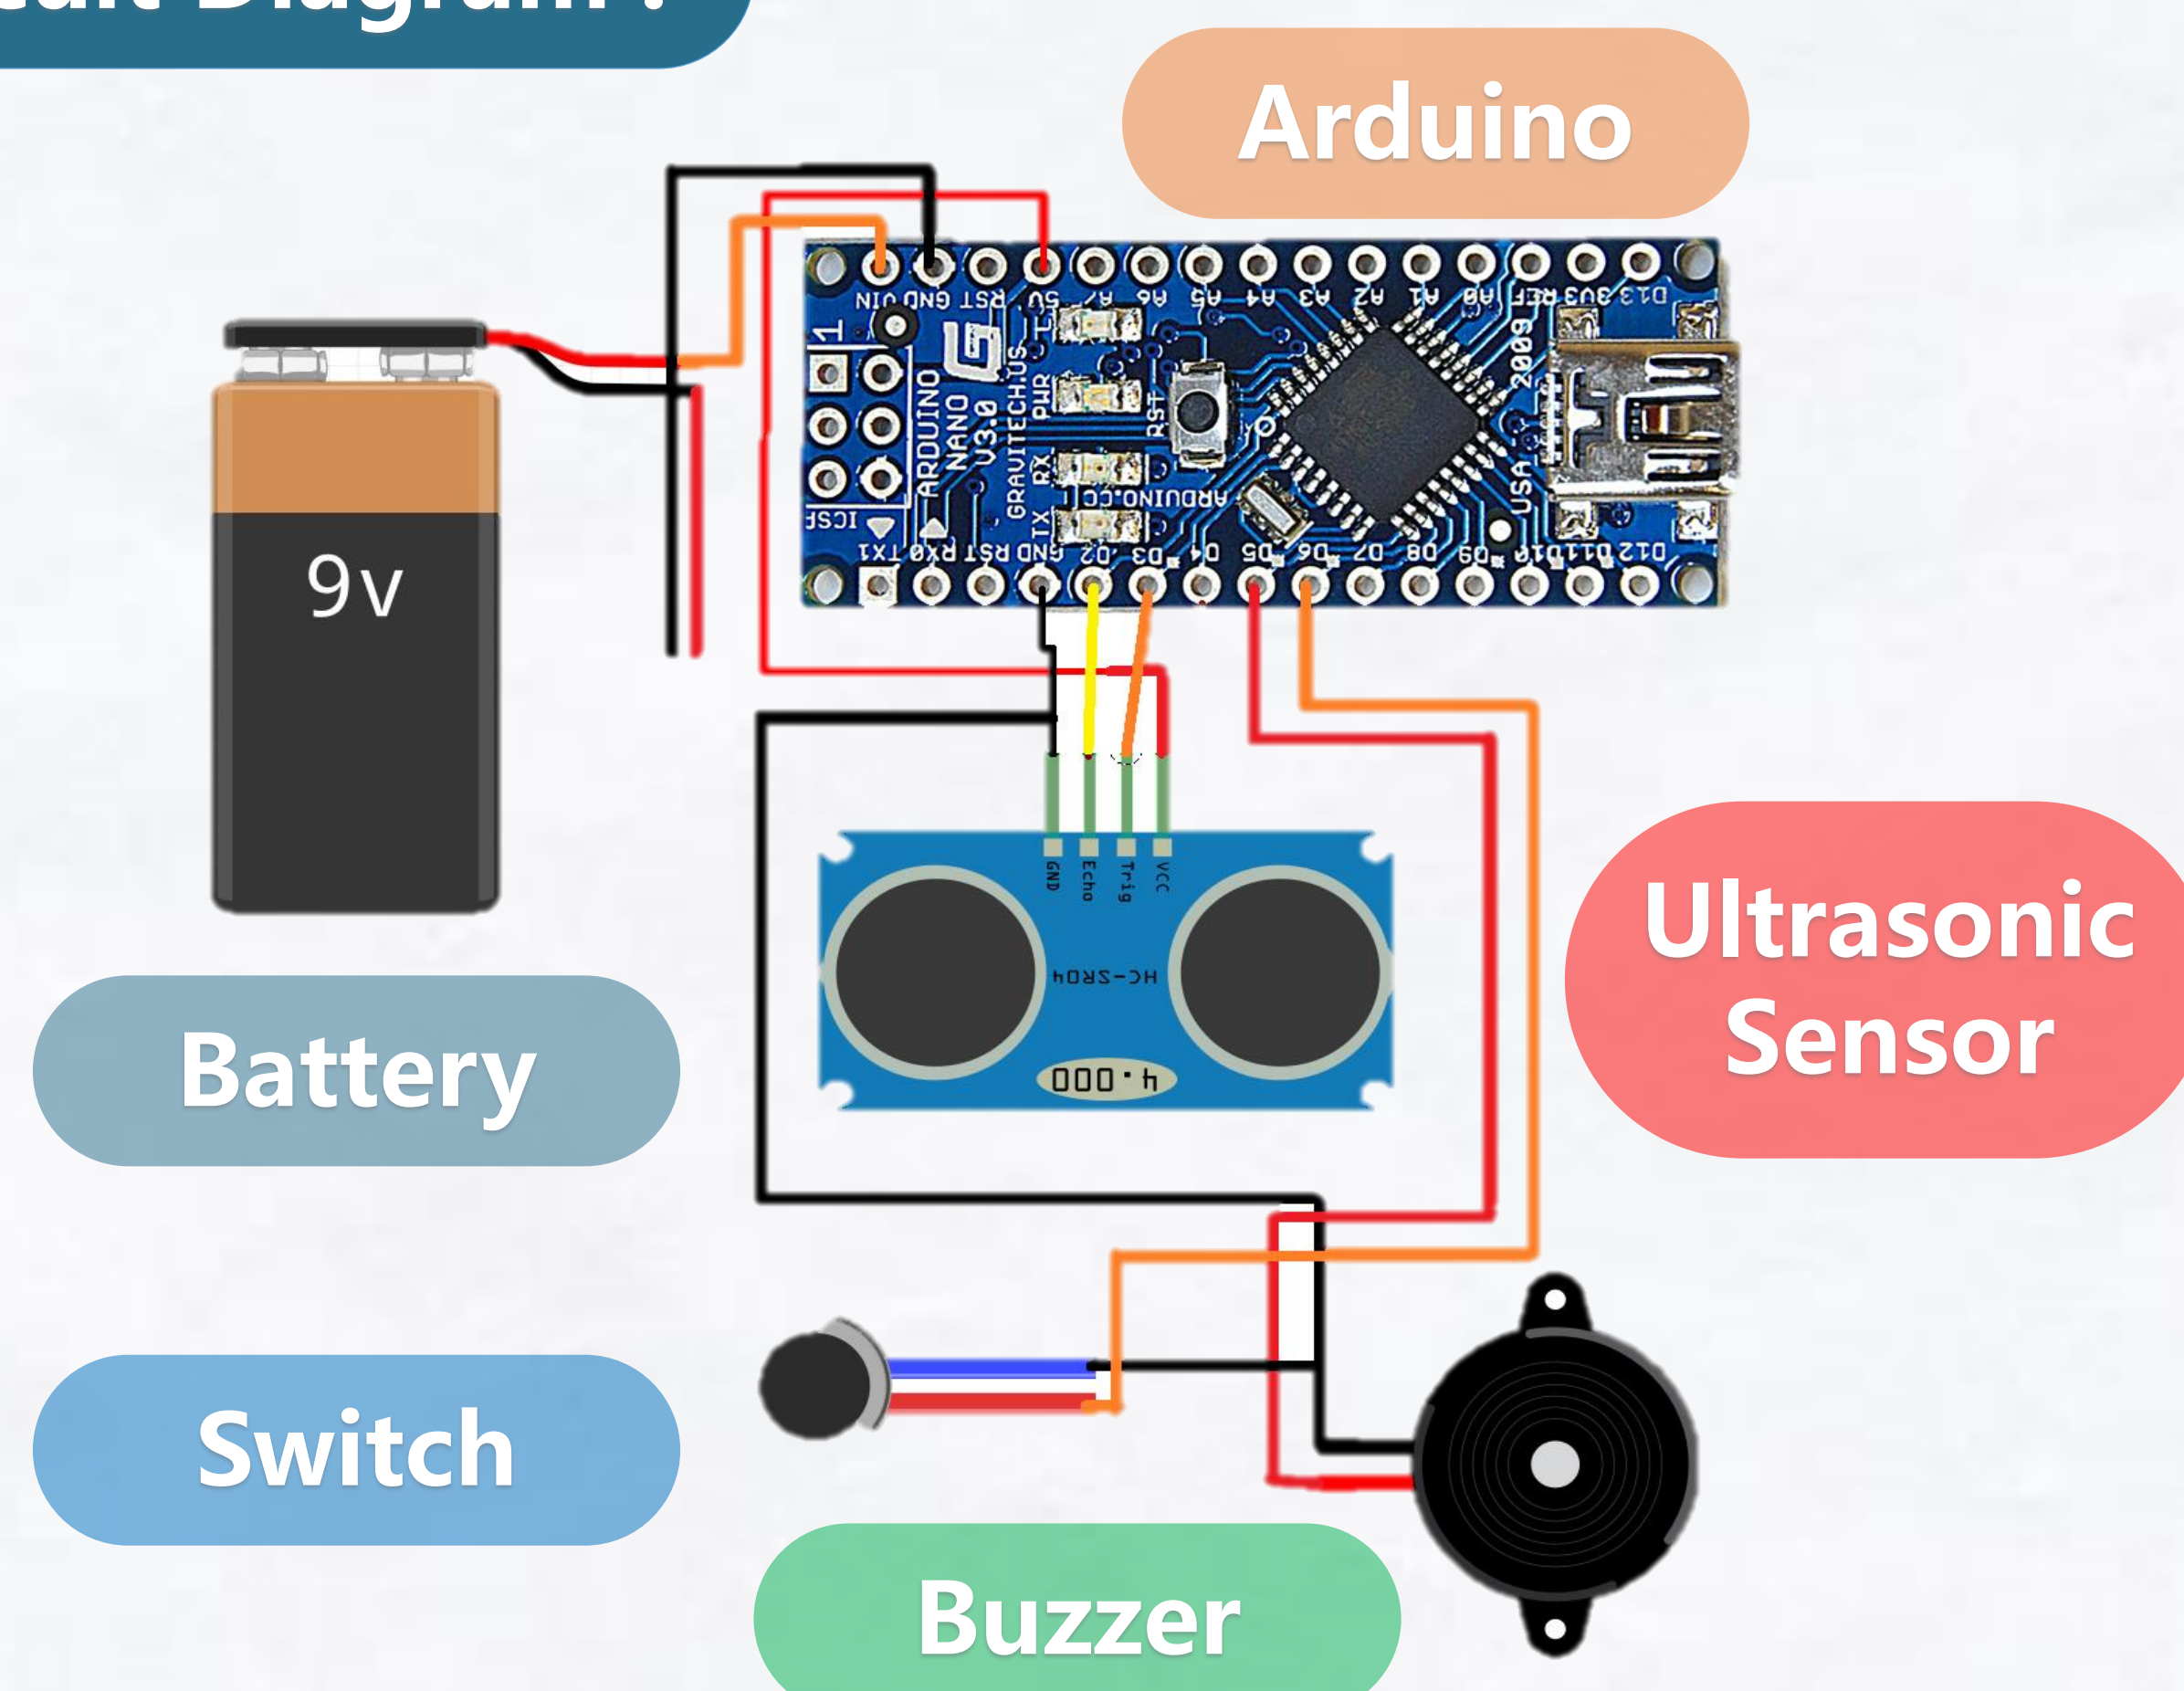 Diagram :
Arduino
VIN GND RST 5V A7 A6 A5 A4 A3 A2 A1 A0 REF 3V3 D13
1
ARDUINO
NANO
V3.0
GRAVITECH.US
L
PWR
RX
TX
RST
ARDUINO.CC
USA 2009
ICSP
TX1 RX0 RST GND D2 D3 D4 D5 D6 D7 D8 D9 D10 D11 D12
9v
GND
Echo
Trig
VCC
HC-SR04
4.000
Ultrasonic
Sensor
Battery
Switch
Buzzer